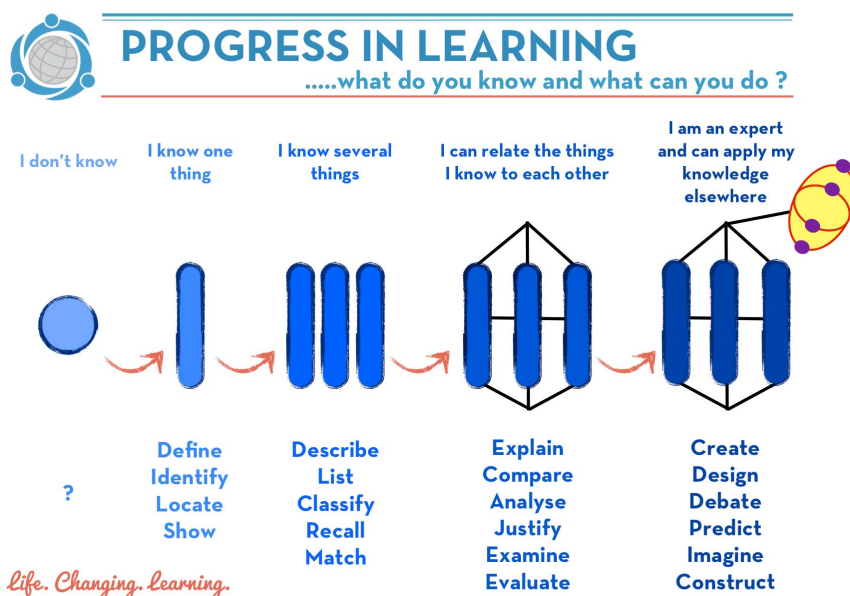 PROGRESS IN LEARNING
.....what do you know and what can you do ?
I don't know
I know one
thing
I know several
things
I can relate the things
I know to each other
I am an expert
and can apply my
knowledge
elsewhere
?
Define
Identify
Locate
Show
Describe
List
Classify
Recall
Match
Explain
Compare
Analyse
Justify
Examine
Evaluate
Create
Design
Debate
Predict
Imagine
Construct
Life. Changing. Learning.